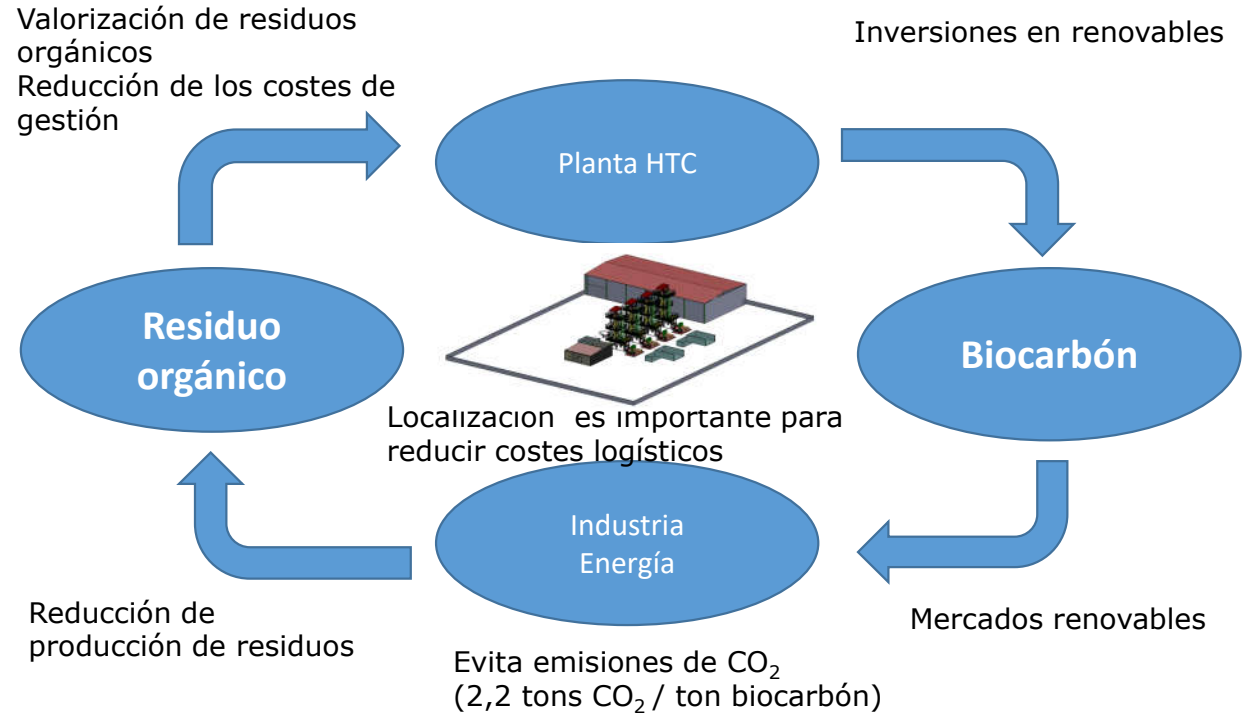 Valorización de residuos
orgánicos
Reducción de los costes de
gestión
Inversiones en renovables
Planta HTC
Residuo
orgánico
Biocarbón
Localización es importante para
reducir costes logísticos
Industria
Energía
Reducción de
producción de residuos
Mercados renovables
Evita emisiones de CO₂
(2,2 tons CO₂ / ton biocarbón)